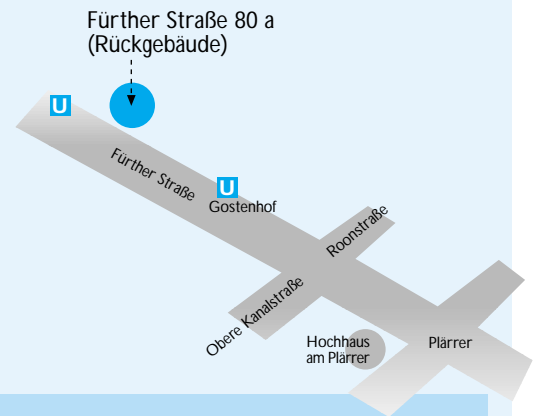 Fürther Straße 80 a
(Rückgebäude)
U
Fürther Straße
U
Gostenhof
Roonstraße
Obere Kanalstraße
Hochhaus
am Plärrer
Plärrer